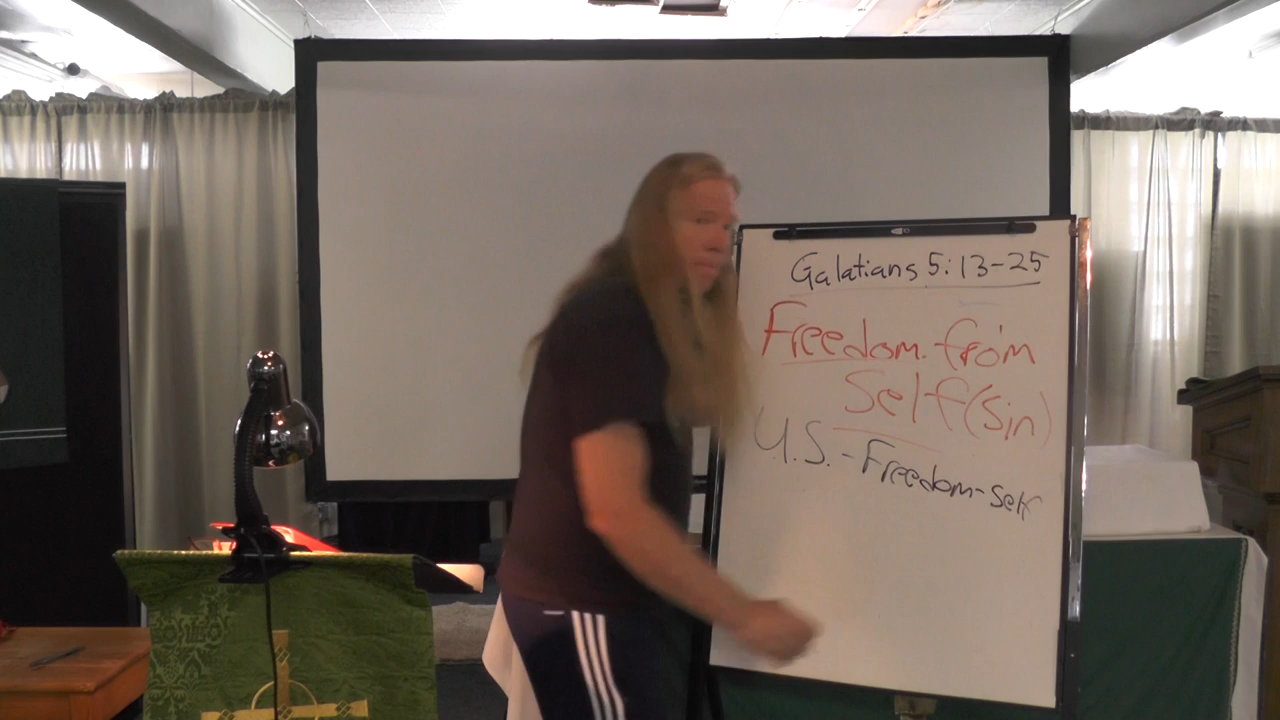 Galatians 5:13-25
Freedom from
Self (Sin)
U.S. - Freedom - Self